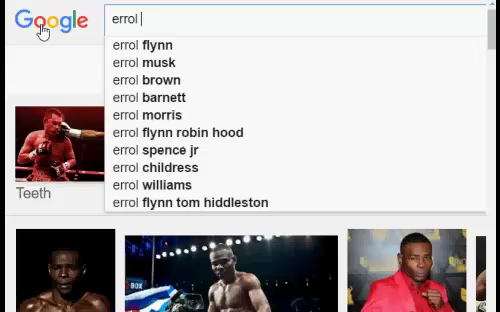 Google
errol
errol flynn
errol musk
errol brown
errol barnett
errol morris
errol flynn robin hood
errol spence jr
errol childress
errol williams
errol flynn tom hiddleston
Teeth
BOX